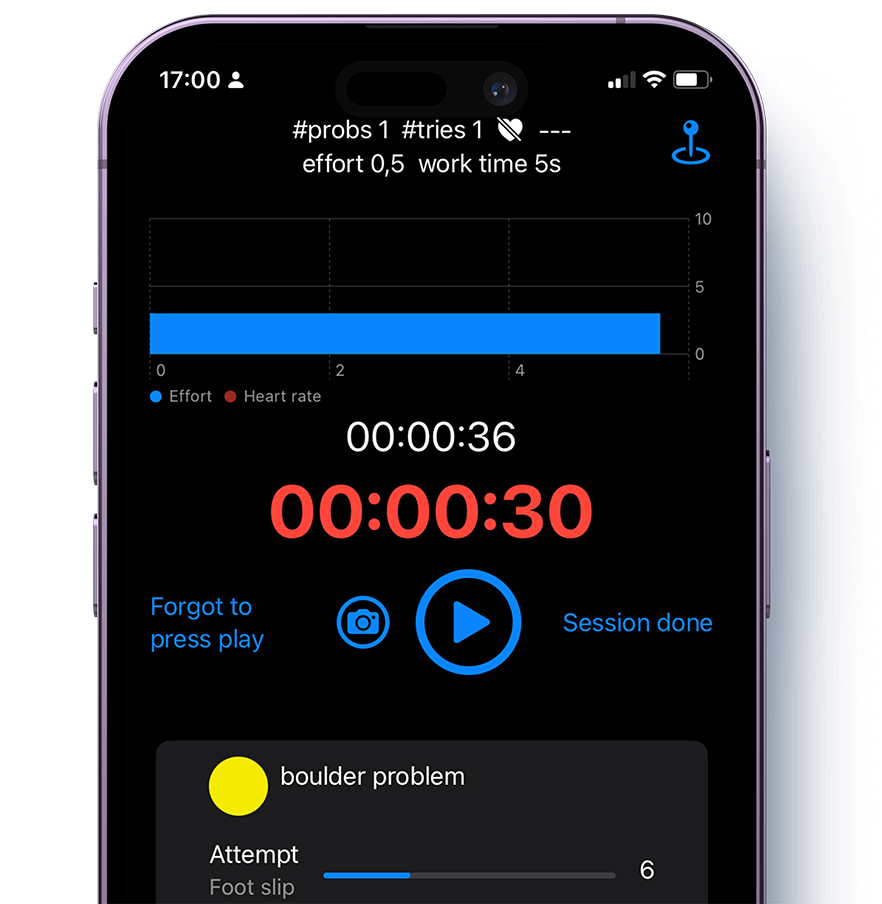 17:00
#probs 1 #tries 1 ---
effort 0,5 work time 5s
10
5
0
0 2 4
Effort Heart rate
00:00:36
00:00:30
Forgot to
press play
Session done
boulder problem
Attempt
6
Foot slip